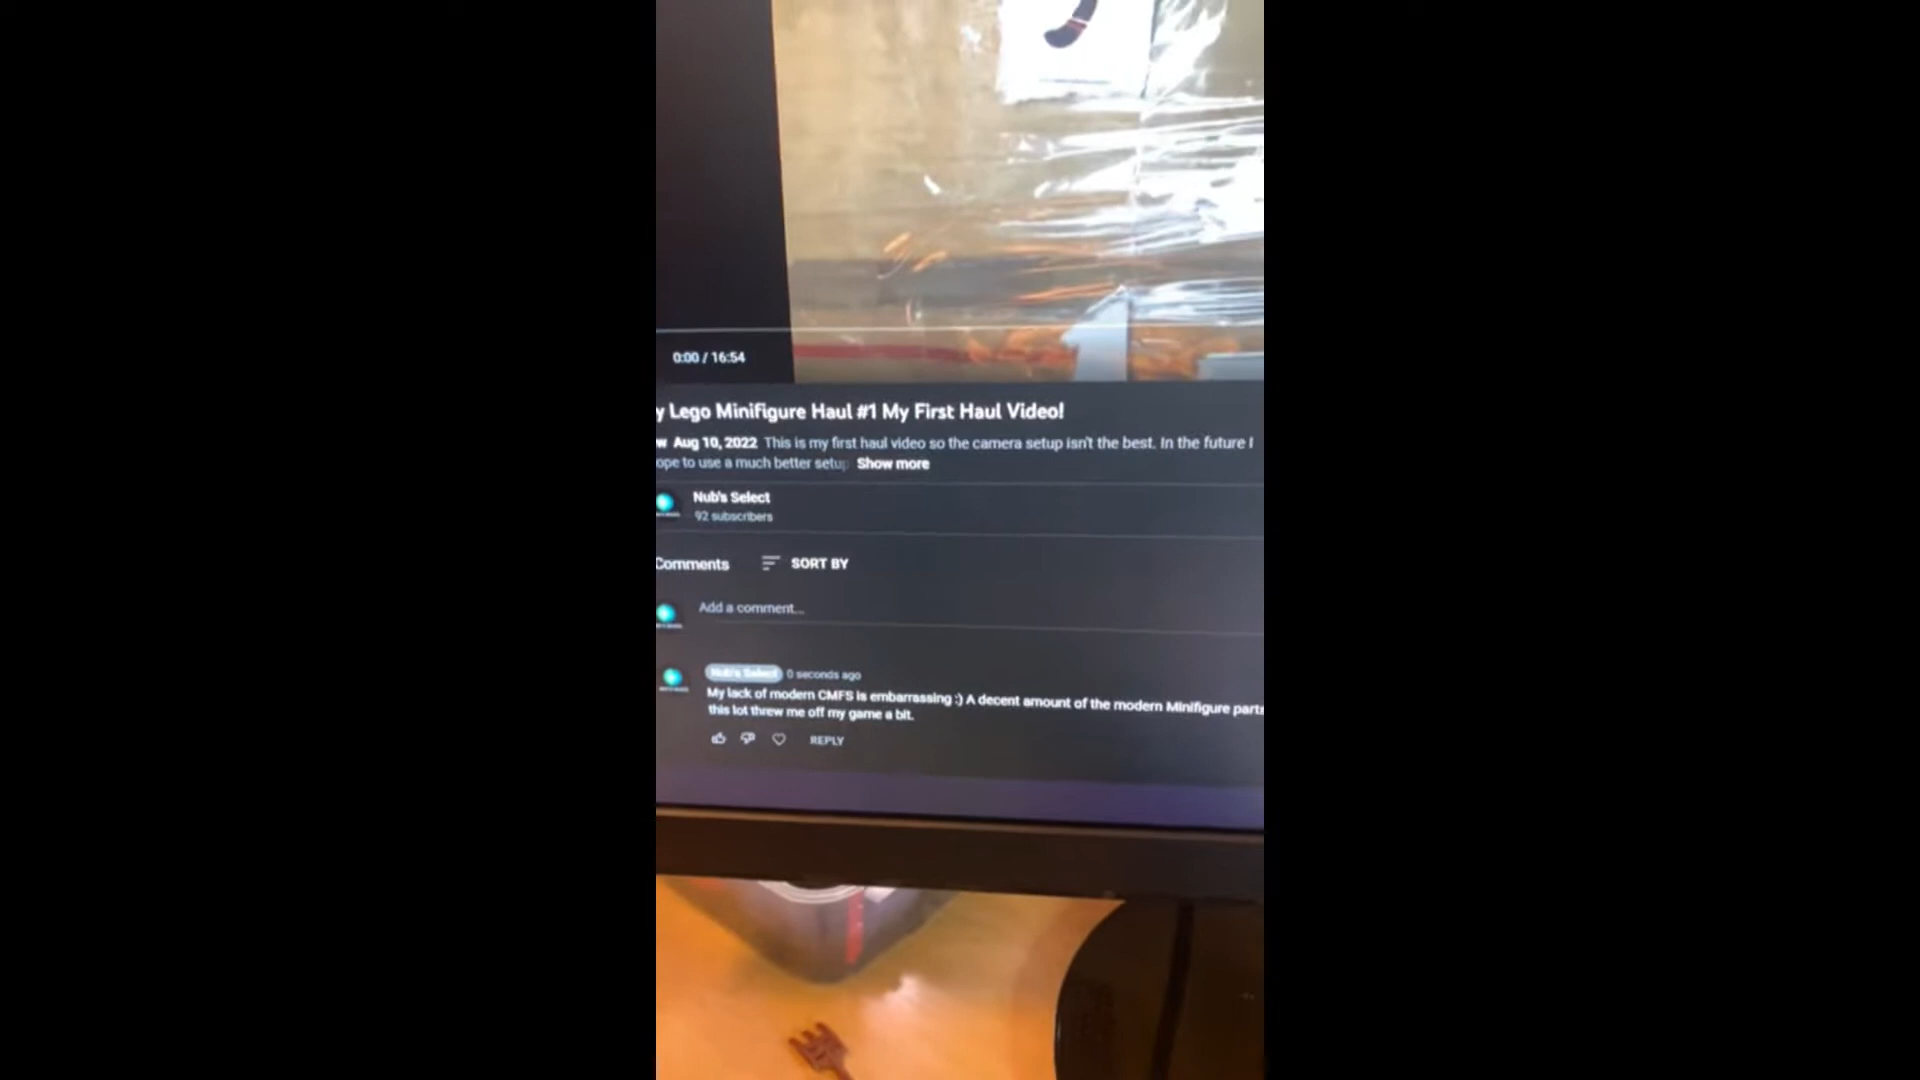 0:00 / 16:54
y Lego Minifigure Haul #1 My First Haul Video!
w Aug 10, 2022 This is my first haul video so the camera setup isn't the best. In the future I
ope to use a much better setup Show more
Nub's Select
92 subscribers
Comments SORT BY
Add a comment...
Nub's Select 0 seconds ago
My lack of modern CMFS is embarrassing :) A decent amount of the modern Minifigure parts
this lot threw me off my game a bit.
REPLY